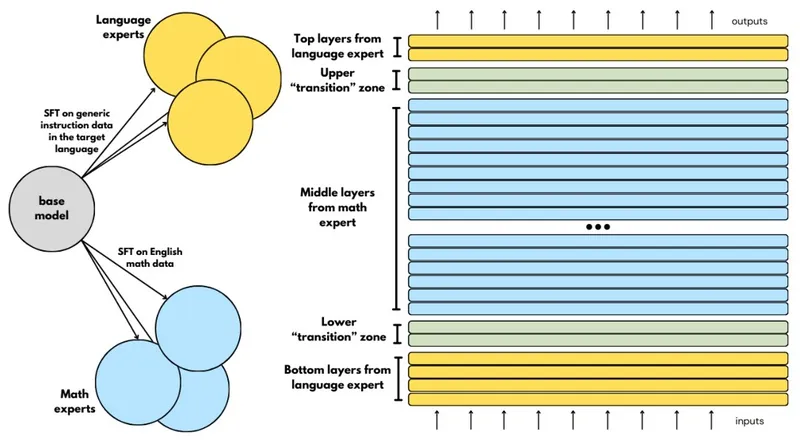 Language
experts
SFT on generic
instruction data
in the target
language
base
model
SFT on English
math data
Math
experts
outputs
Top layers from
language expert
Upper
“transition” zone
Middle layers
from math
expert
Lower
“transition” zone
Bottom layers from
language expert
inputs